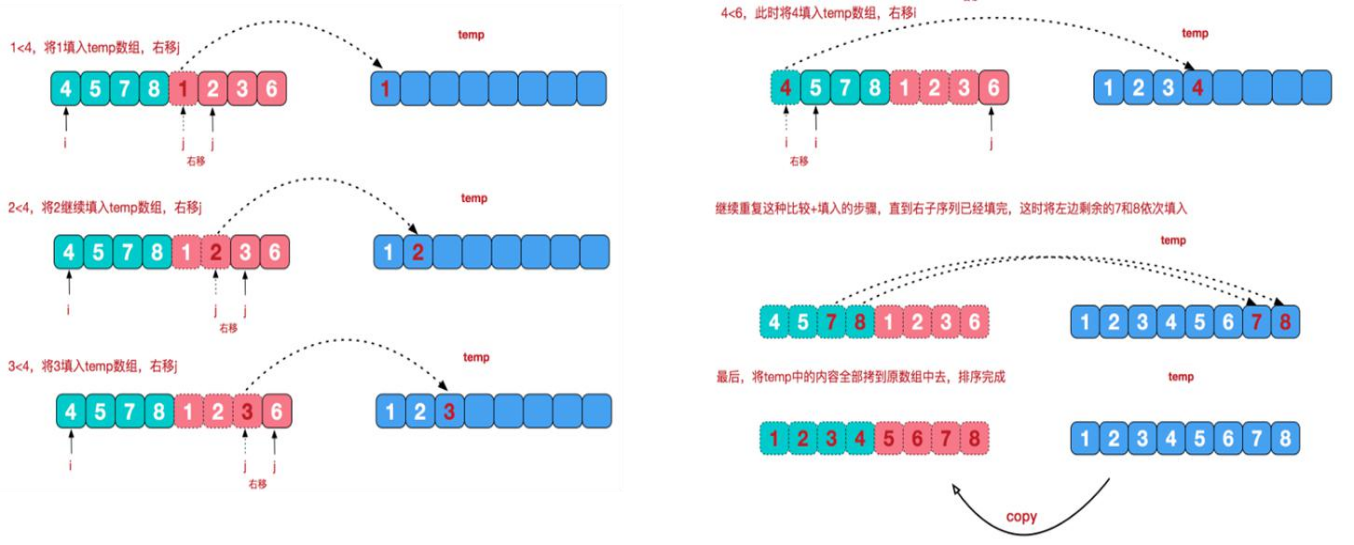 1<4，将1填入temp数组，右移j
temp
4 5 7 8 1 2 3 6
1
i
j
j
右移
2<4，将2继续填入temp数组，右移j
temp
4 5 7 8 1 2 3 6
1 2
i
j
j
右移
3<4，将3填入temp数组，右移j
temp
4 5 7 8 1 2 3 6
1 2 3
i
j
j
右移
4<6，此时将4填入temp数组，右移i
temp
4 5 7 8 1 2 3 6
1 2 3 4
i
i
j
右移
继续重复这种比较+填入的步骤，直到右子序列已经填完，这时将左边剩余的7和8依次填入
temp
4 5 7 8 1 2 3 6
1 2 3 4 5 6 7 8
最后，将temp中的内容全部拷到原数组中去，排序完成
temp
1 2 3 4 5 6 7 8
1 2 3 4 5 6 7 8
copy